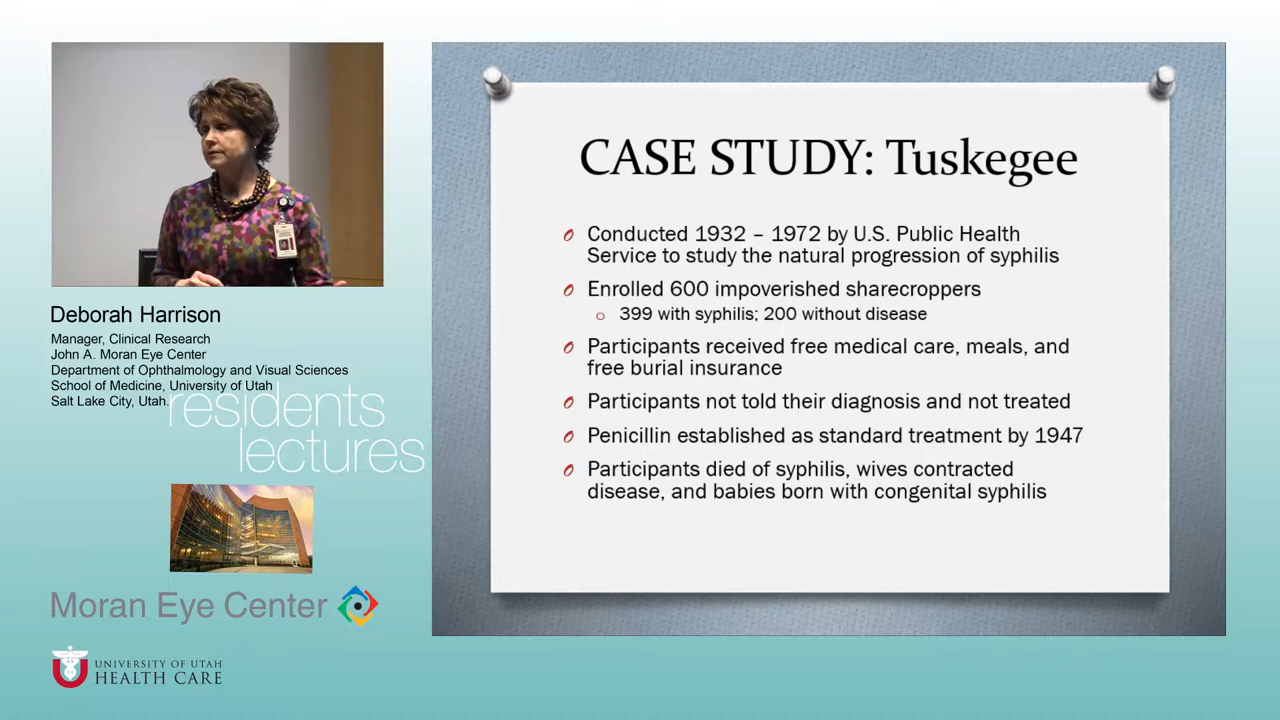 CASE STUDY: Tuskegee
Conducted 1932 – 1972 by U.S. Public Health
Service to study the natural progression of syphilis
Enrolled 600 impoverished sharecroppers
399 with syphilis; 200 without disease
Participants received free medical care, meals, and
free burial insurance
Participants not told their diagnosis and not treated
Penicillin established as standard treatment by 1947
Participants died of syphilis, wives contracted
disease, and babies born with congenital syphilis
Deborah Harrison
Manager, Clinical Research
John A. Moran Eye Center
Department of Ophthalmology and Visual Sciences
School of Medicine, University of Utah
Salt Lake City, Utah.
residents
lectures
Moran Eye Center
UNIVERSITY OF UTAH
HEALTH CARE